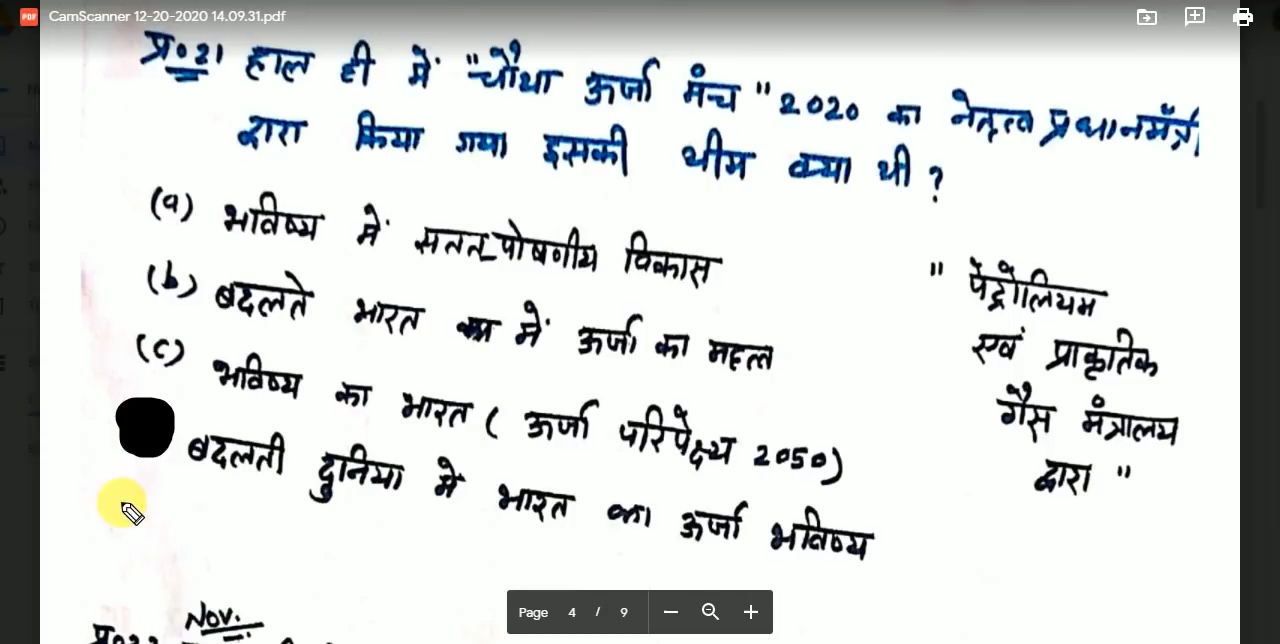 CamScanner 12-20-2020 14.09.31.pdf
प्र०21 हाल ही में "चौथा ऊर्जा मंच" 2020 का नेतृत्व प्रधानमंत्री
द्वारा किया गया इसकी थीम क्या थी?
(a) भविष्य में सतत्-पोषणीय विकास
(b) बदलते भारत में ऊर्जा का महत्व
(c) भविष्य का भारत (ऊर्जा परिपेक्ष्य 2050)
बदलती दुनिया में भारत का ऊर्जा भविष्य
" पेट्रोलियम
एवं प्राकृतिक
गैस मंत्रालय
द्वारा "
Nov.
Page 4 / 9